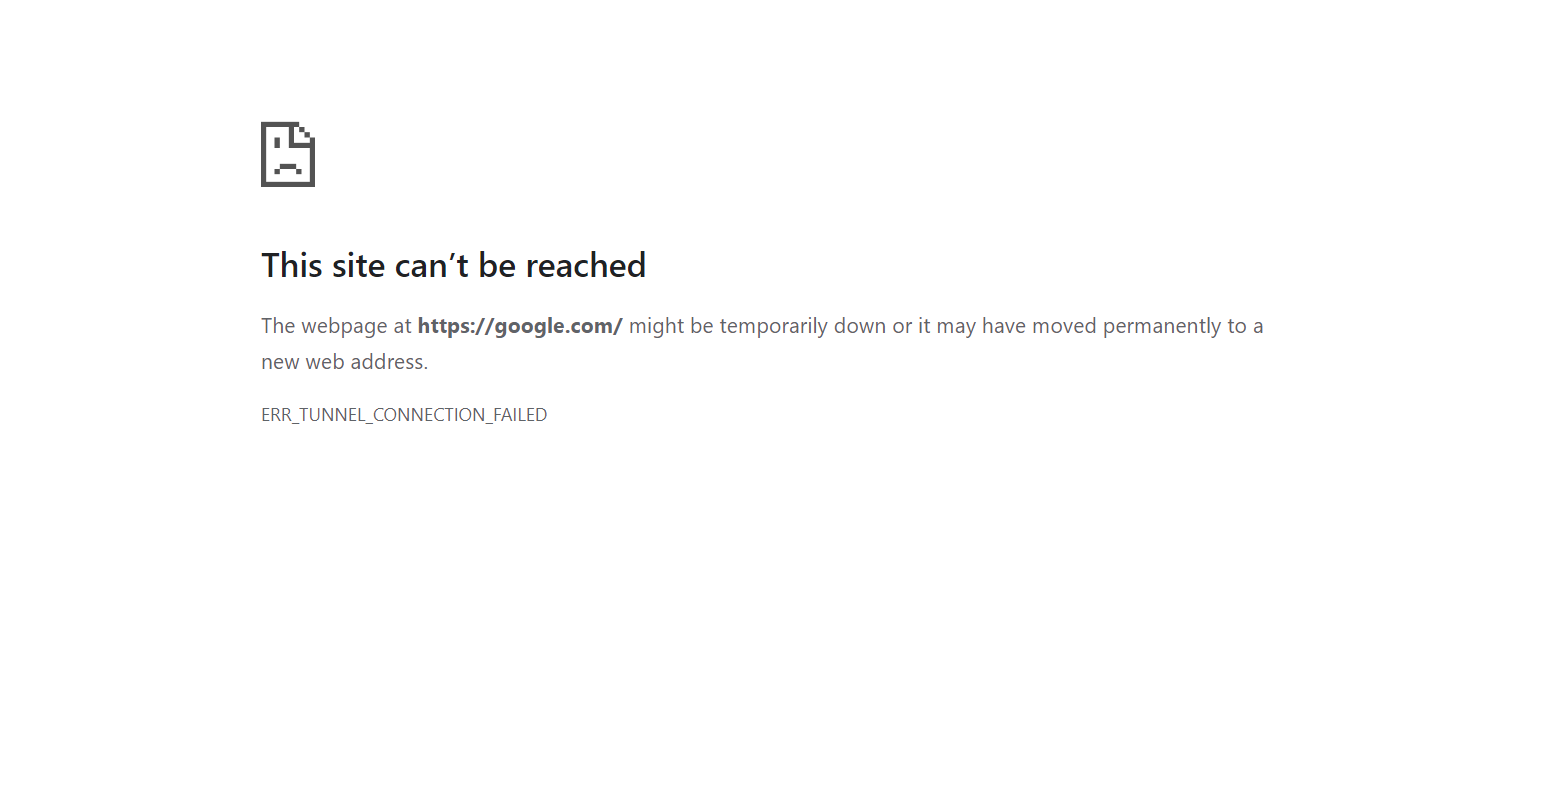 This site can’t be reached
The webpage at https://google.com/ might be temporarily down or it may have moved permanently to a
new web address.
ERR_TUNNEL_CONNECTION_FAILED